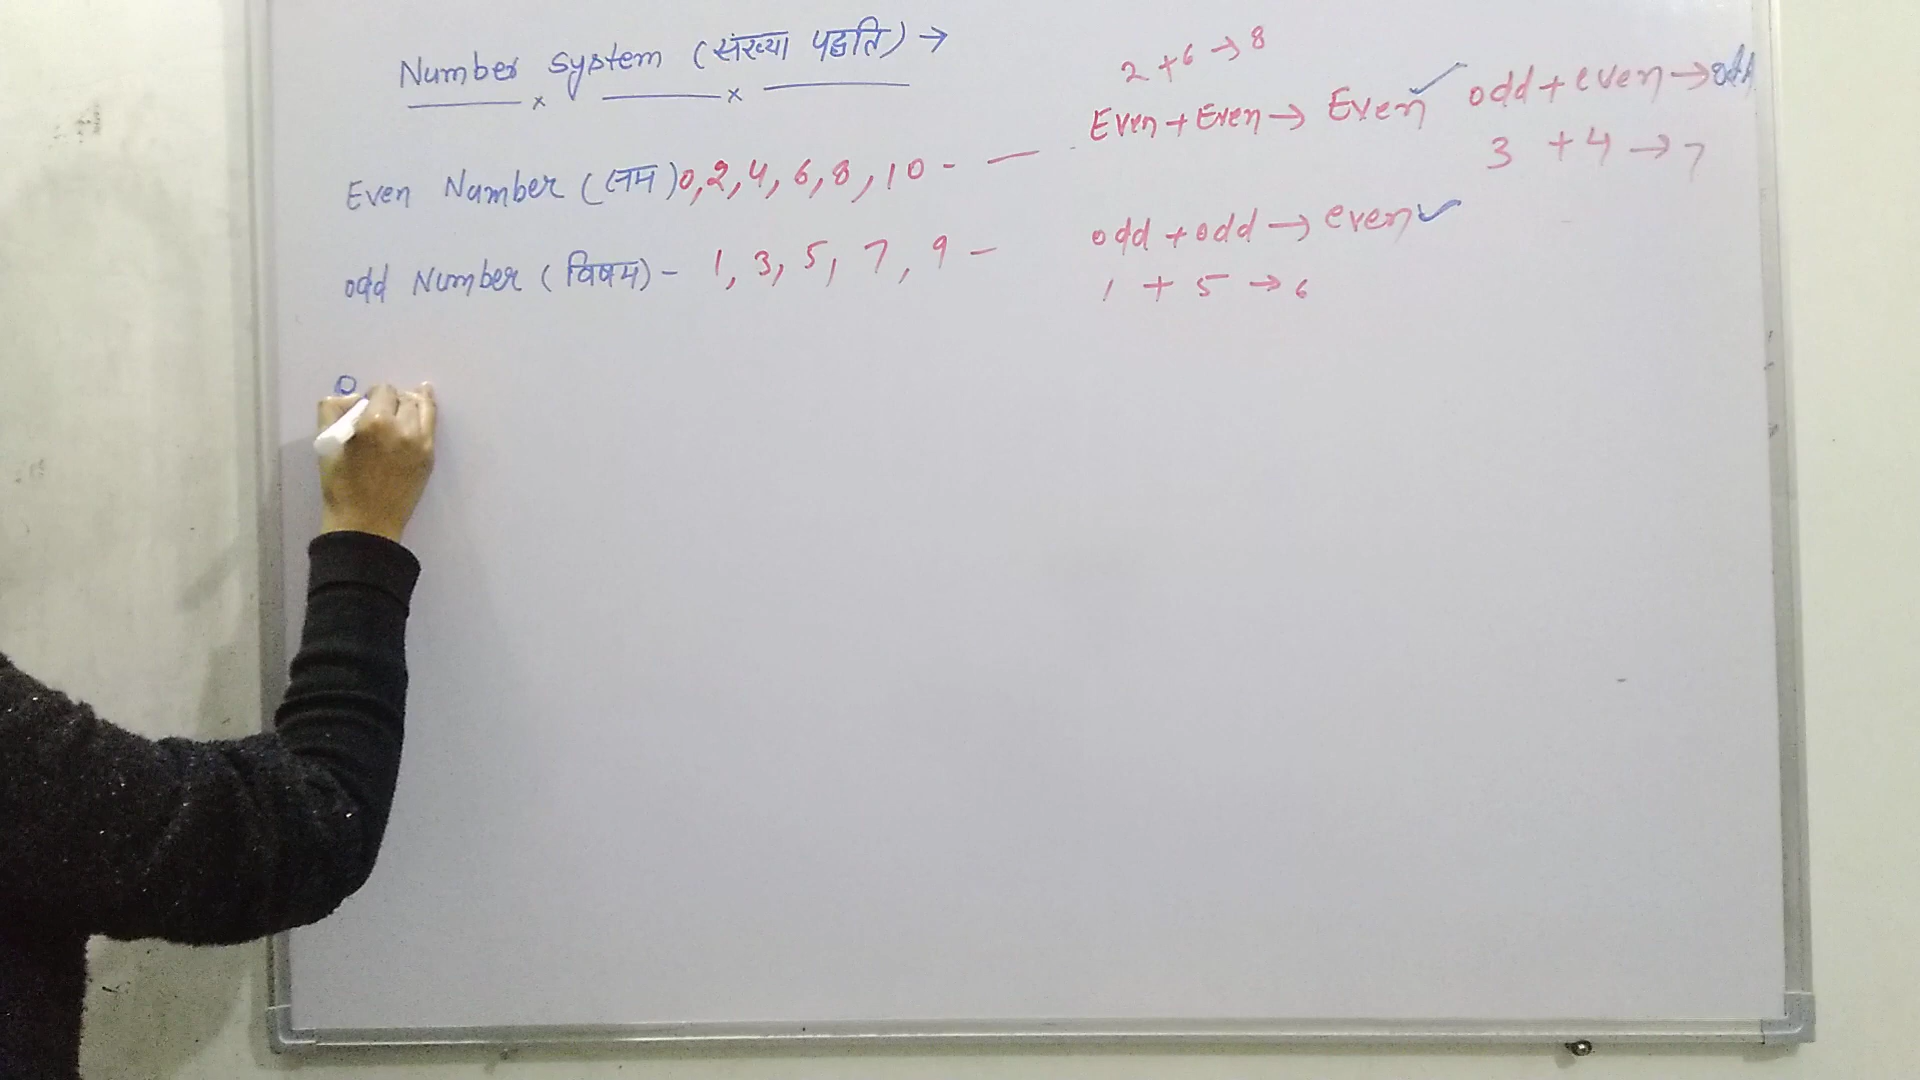 Number system (संख्या पद्धति) →
Even Number (सम) 0, 2, 4, 6, 8, 10 - —
odd Number (विषम) - 1, 3, 5, 7, 9 -
0
2 + 6 → 8
Even + Even → Even ✓
odd + odd → even ✓
1 + 5 → 6
odd + even → odd
3 + 4 → 7